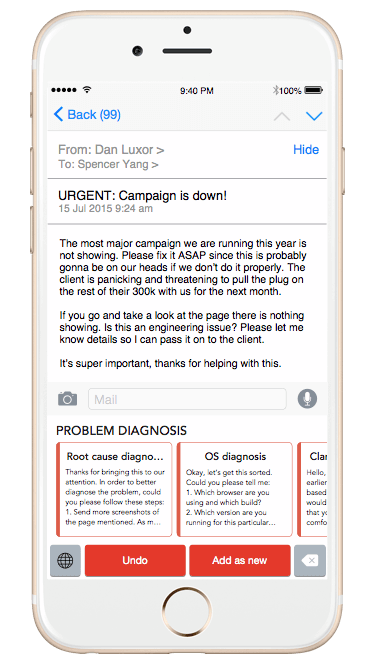 9:40 PM
100%
Back (99)
From: Dan Luxor >
Hide
To: Spencer Yang >
URGENT: Campaign is down!
15 Jul 2015 9:24 am
The most major campaign we are running this year is
not showing. Please fix it ASAP since this is probably
gonna be on our heads if we don't do it properly. The
client is panicking and threatening to pull the plug on
the rest of their 300k with us for the next month.
If you go and take a look at the page there is nothing
showing. Is this an engineering issue? Please let me
know details so I can pass it on to the client.
It's super important, thanks for helping with this.
Mail
PROBLEM DIAGNOSIS
Root cause diagno...
Thanks for bringing this to our
attention. In order to better
diagnose the problem, could
you please follow these steps:
1. Send more screenshots of
the page mentioned. As m...
OS diagnosis
Okay, let's get this sorted.
Could you please tell me:
1. Which browser are you
using and which build?
2. Which version are you
running for this particular...
Clar
Hello,
earlier
based
would
that yo
comfo
Undo
Add as new